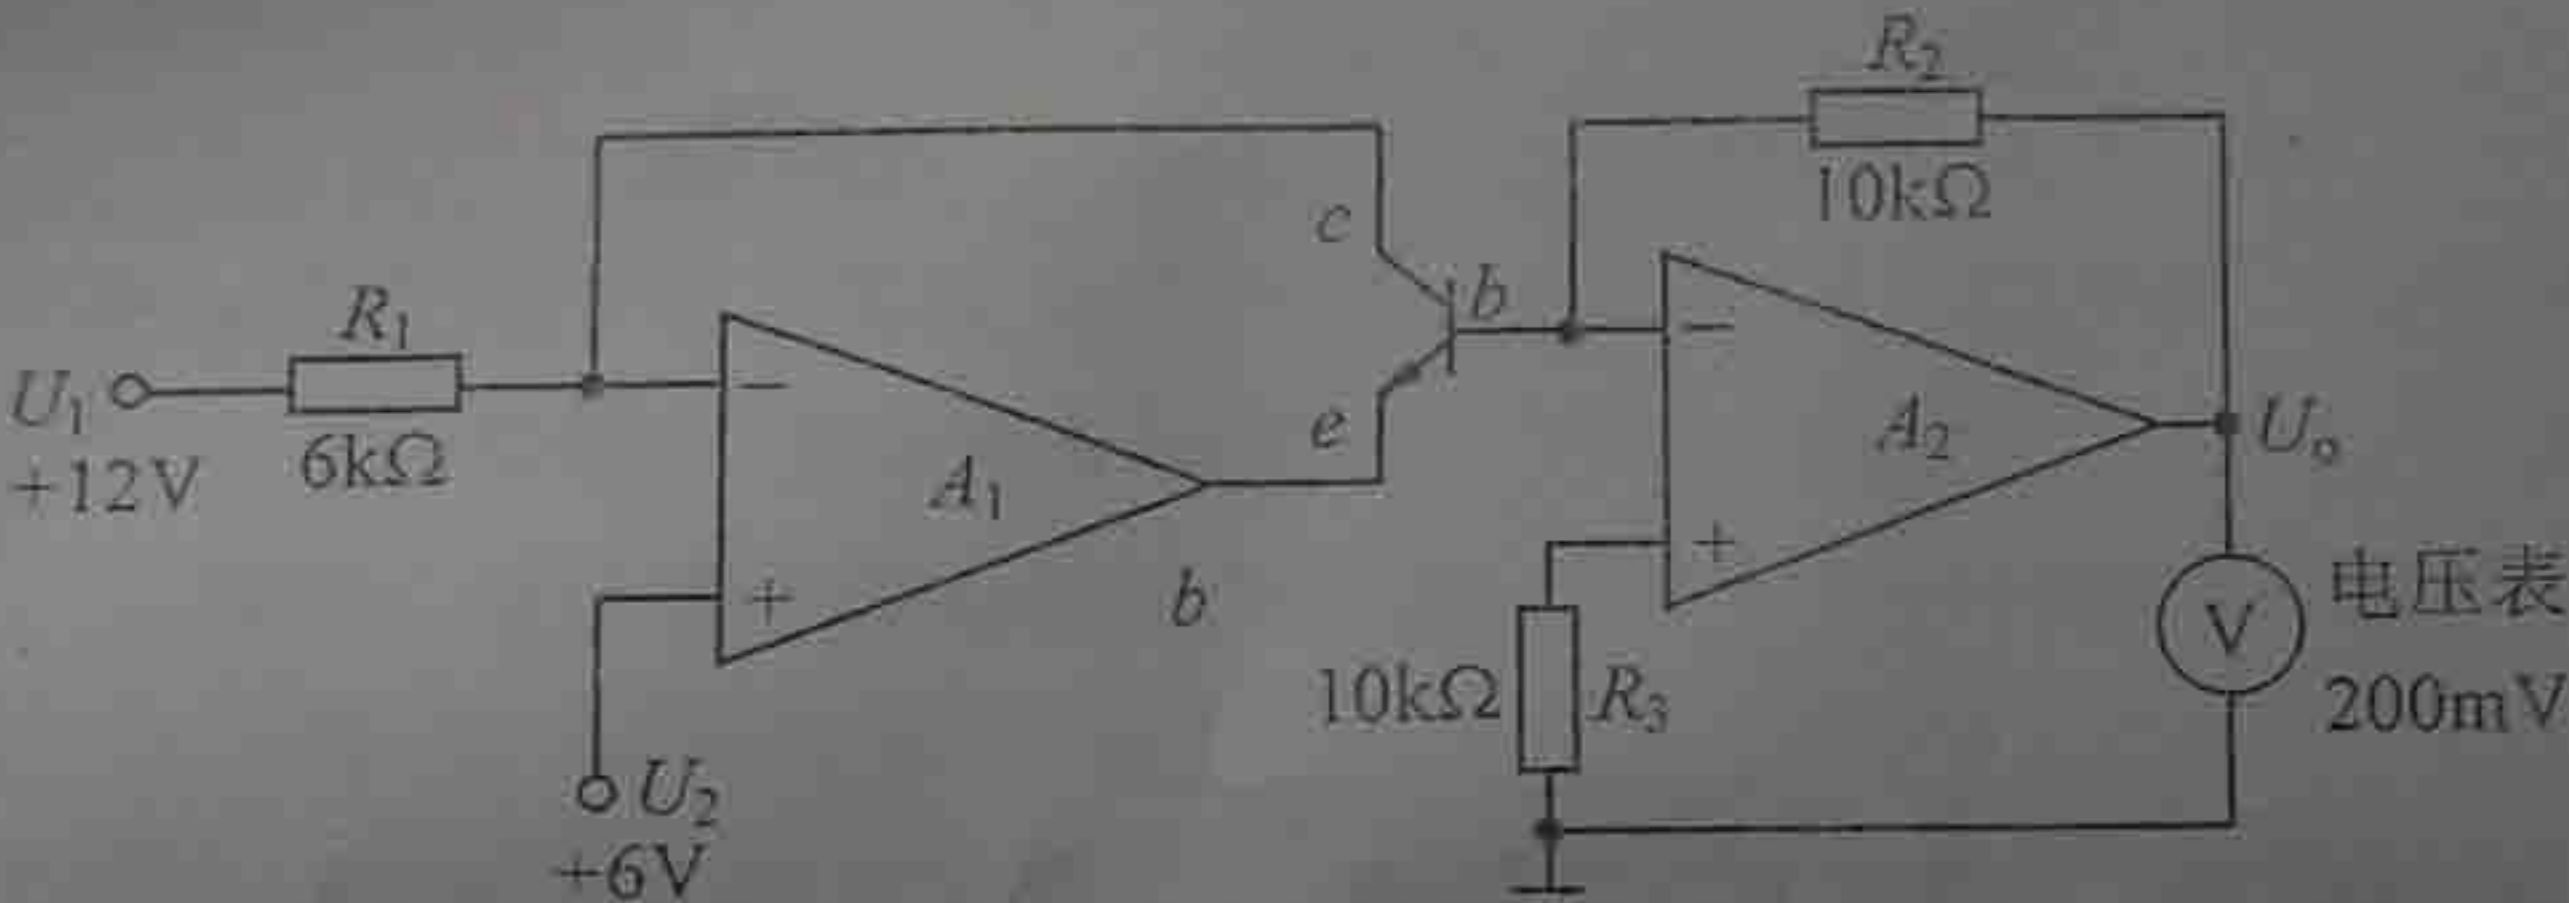 R₂
10kΩ
c
b
R₁
U₁
+12V
6kΩ
−
−
e
A₁
A₂
Uₒ
+
+
b
电压表
V
200mV
10kΩ
R₃
U₂
+6V